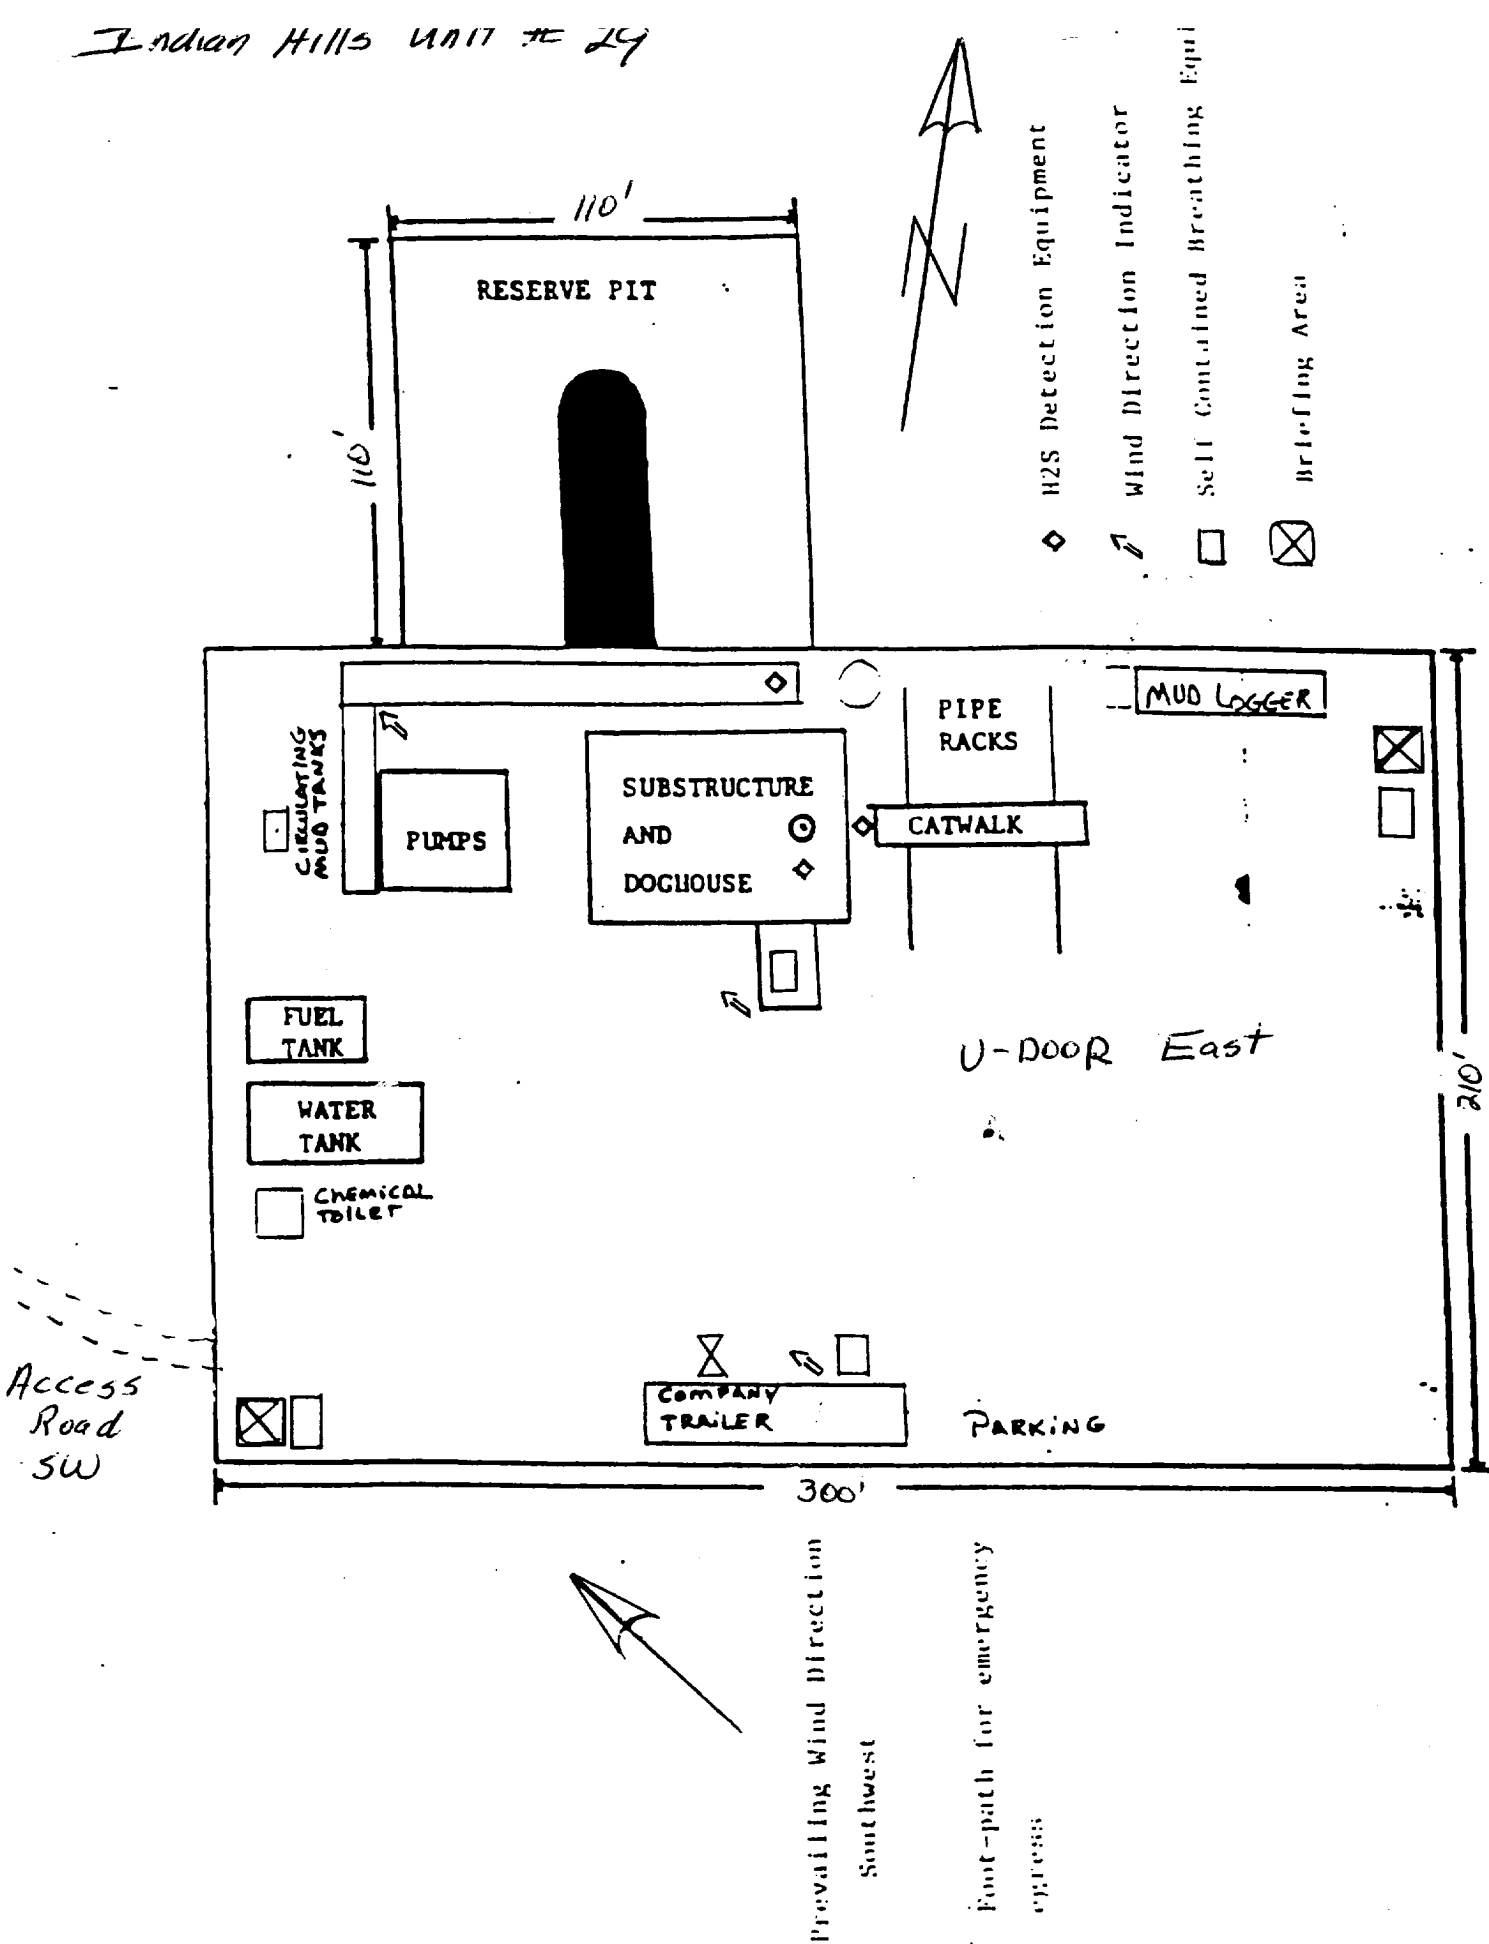 Indian Hills Unit # 29
110'
110'
RESERVE PIT
N
H2S Detection Equipment
Wind Direction Indicator
Self Contained Breathing Equi
Briefing Area
MUD LOGGER
PIPE
RACKS
CIRCULATING
MUD TANKS
PUMPS
SUBSTRUCTURE
AND
DOGHOUSE
CATWALK
FUEL
TANK
WATER
TANK
CHEMICAL
TOILET
V-DOOR East
210'
Access
Road
SW
COMPANY
TRAILER
PARKING
300'
Prevailing Wind Direction
Southwest
Foot-path for emergency
egress